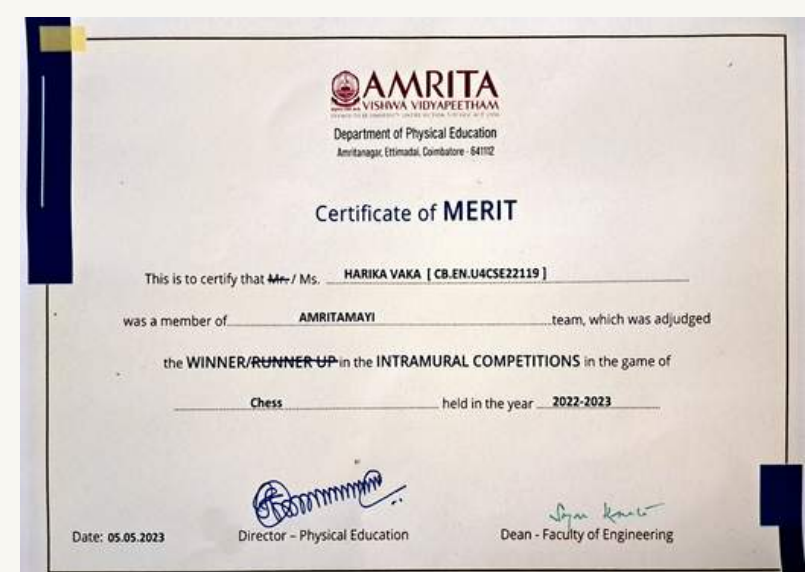 AMRITA
VISHWA VIDYAPEETHAM
Department of Physical Education
Amritanagar, Ettimadai, Coimbatore - 641112
Certificate of MERIT
This is to certify that Mr. / Ms. HARIKA VAKA [ CB.EN.U4CSE22119 ]
was a member of AMRITAMAYI team, which was adjudged
the WINNER/RUNNER UP in the INTRAMURAL COMPETITIONS in the game of
Chess held in the year 2022-2023
Date: 05.05.2023
Director – Physical Education
Dean - Faculty of Engineering